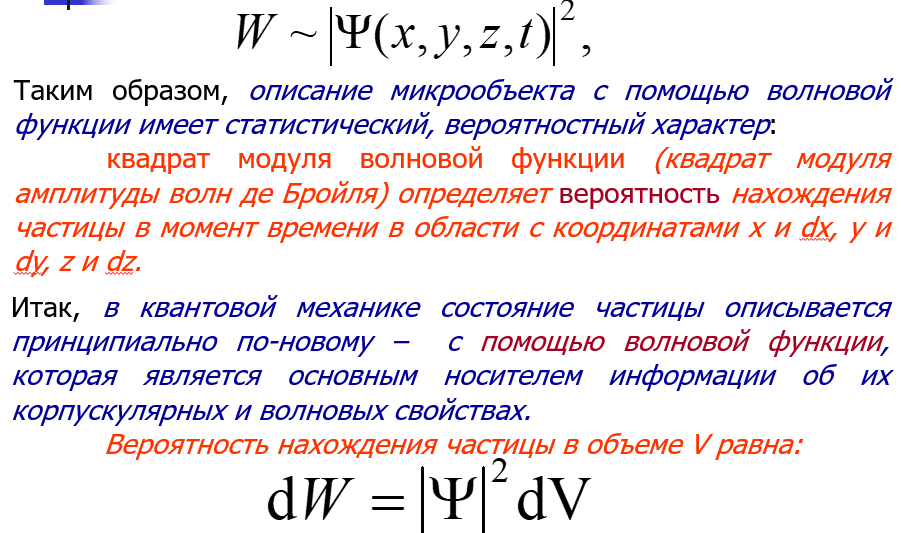 W ~ |Ψ(x, y, z, t)|²,
Таким образом, описание микрообъекта с помощью волновой
функции имеет статистический, вероятностный характер:
квадрат модуля волновой функции (квадрат модуля
амплитуды волн де Бройля) определяет вероятность нахождения
частицы в момент времени в области с координатами x и dx, y и
dy, z и dz.
Итак, в квантовой механике состояние частицы описывается
принципиально по-новому – с помощью волновой функции,
которая является основным носителем информации об их
корпускулярных и волновых свойствах.
Вероятность нахождения частицы в объеме V равна:
dW = |Ψ|² dV